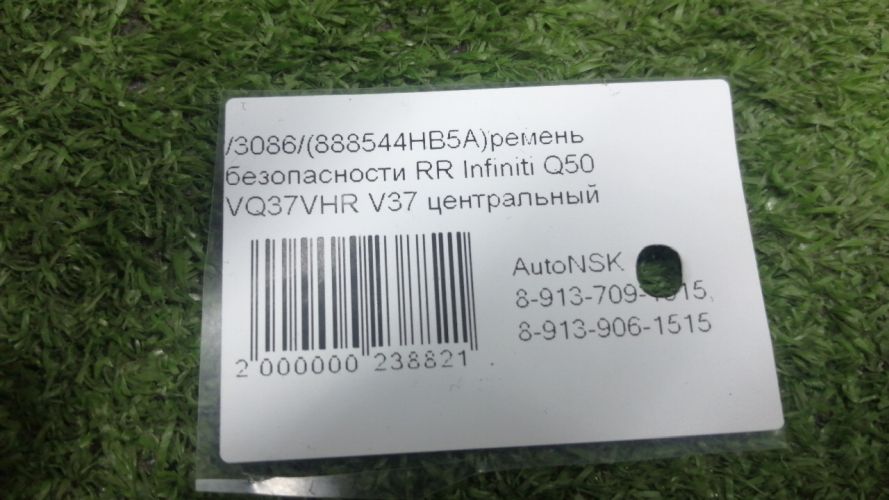 /3086/(888544HB5A)ремень
безопасности RR Infiniti Q50
VQ37VHR V37 центральный
AutoNSK
8-913-709-1515,
8-913-906-1515
2 000000 238821